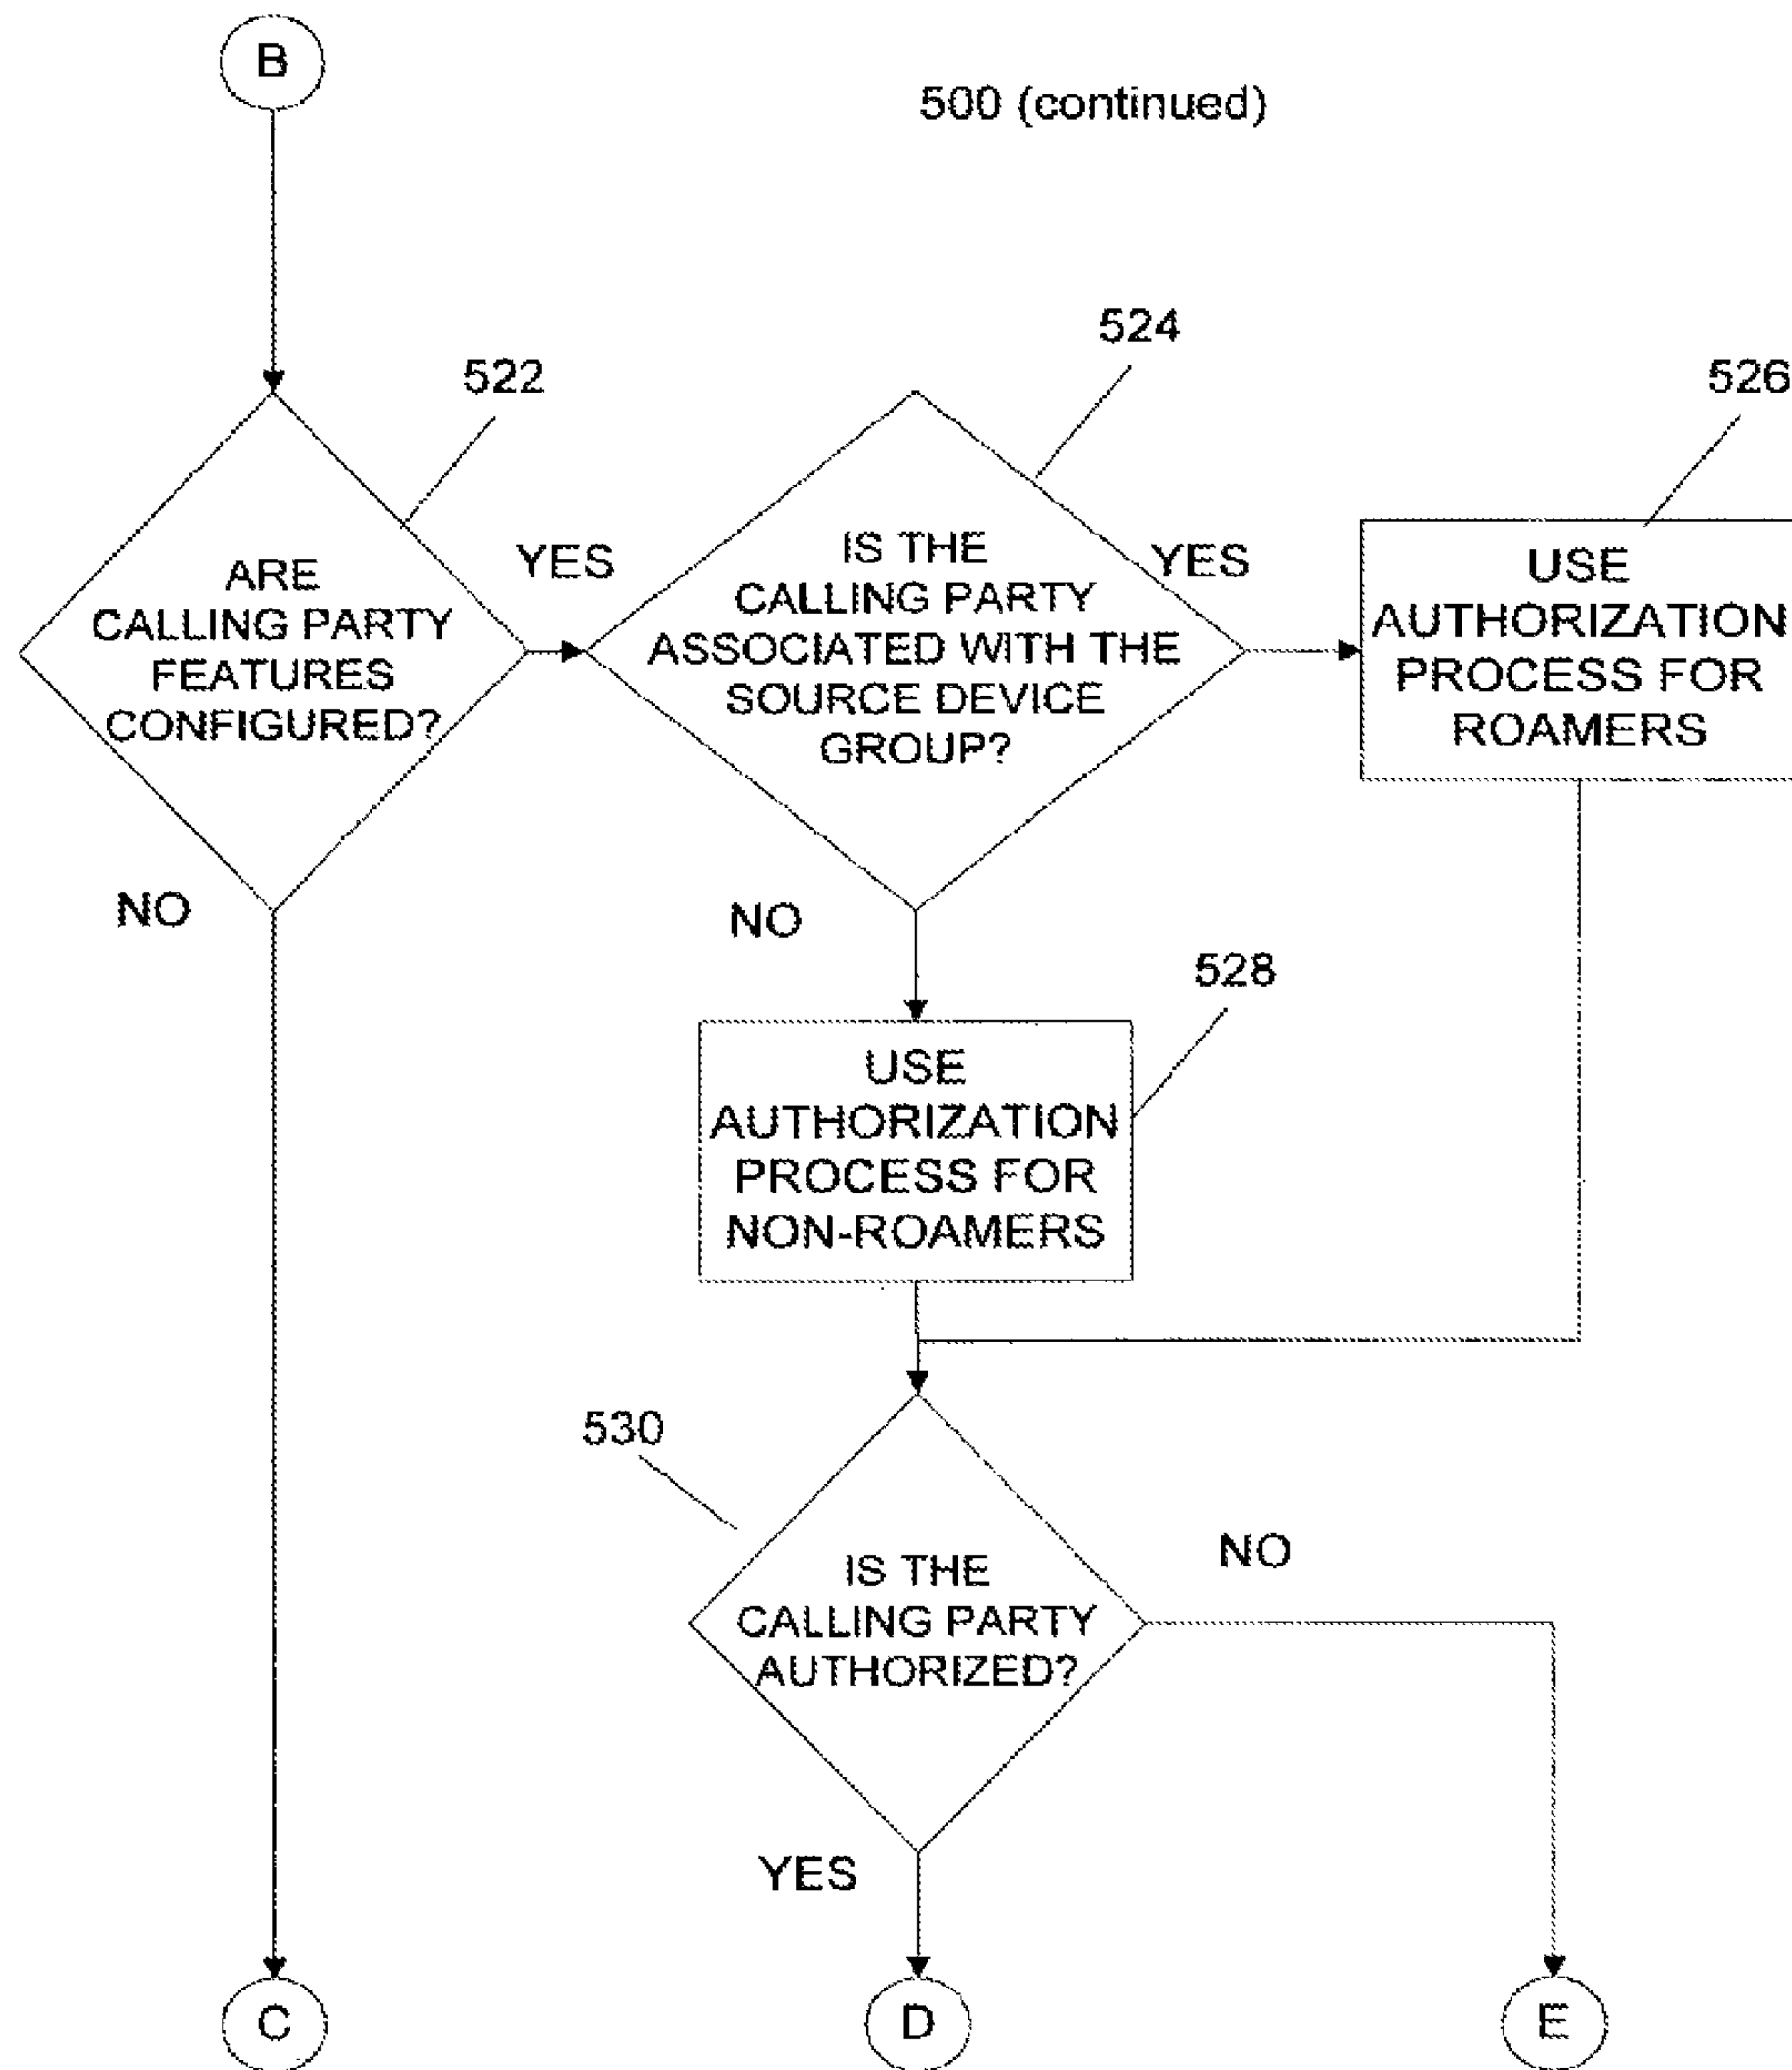 B
500 (continued)
522
524
526
ARE
CALLING PARTY
FEATURES
CONFIGURED?
YES
IS THE
CALLING PARTY
ASSOCIATED WITH THE
SOURCE DEVICE
GROUP?
YES
USE
AUTHORIZATION
PROCESS FOR
ROAMERS
NO
NO
528
USE
AUTHORIZATION
PROCESS FOR
NON-ROAMERS
530
IS THE
CALLING PARTY
AUTHORIZED?
NO
YES
C
D
E